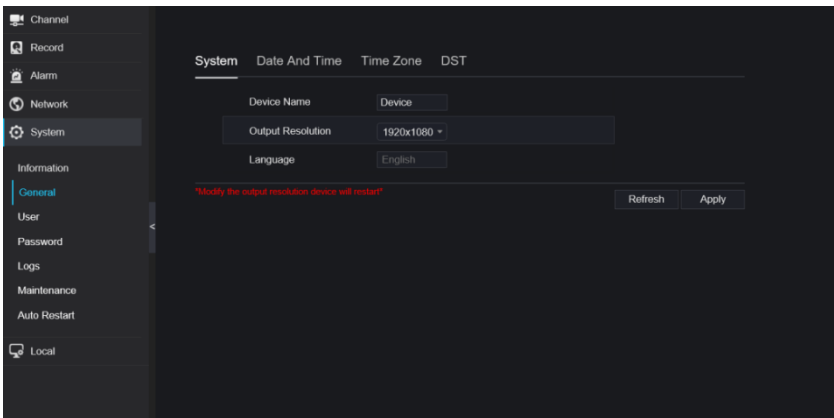 Channel
Record
Alarm
Network
System
Information
General
User
Password
Logs
Maintenance
Auto Restart
Local
System Date And Time Time Zone DST
Device Name Device
Output Resolution 1920x1080
Language English
*Modify the output resolution device will restart*
Refresh Apply
<